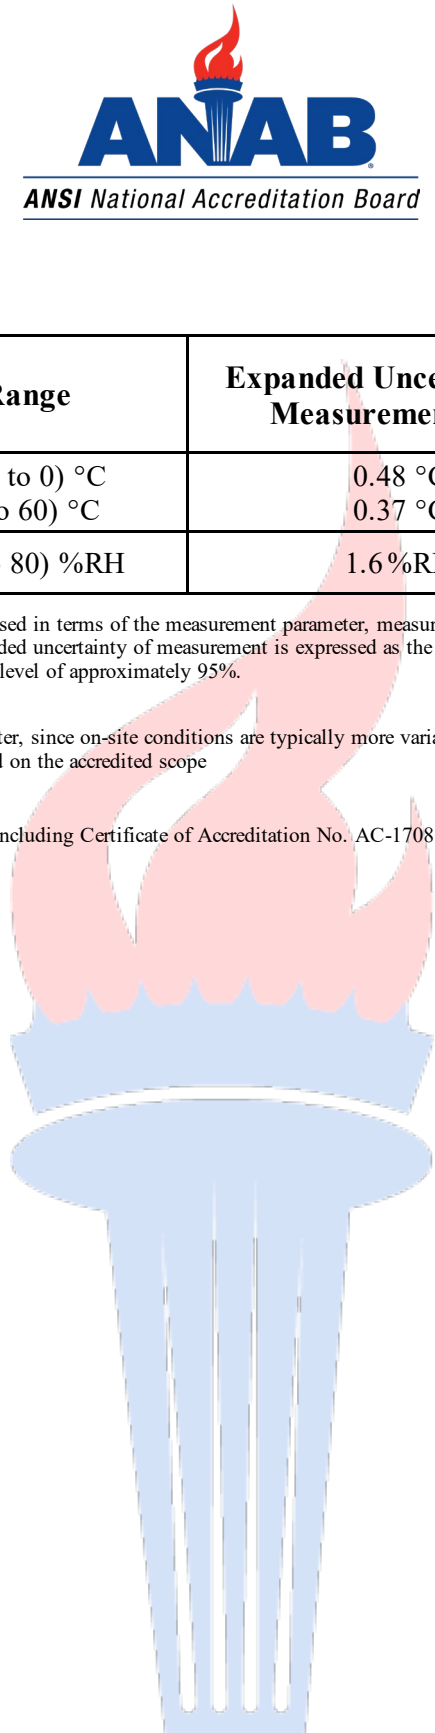 ANAB
ANSI National Accreditation Board
Range
Expanded Unce
Measuremen
to 0) °C
0.48 °C
o 60) °C
0.37 °C
80) %RH
1.6 %RH
sed in terms of the measurement parameter, measur
ded uncertainty of measurement is expressed as the
level of approximately 95%.
ter, since on-site conditions are typically more varia
d on the accredited scope
ncluding Certificate of Accreditation No. AC-1708